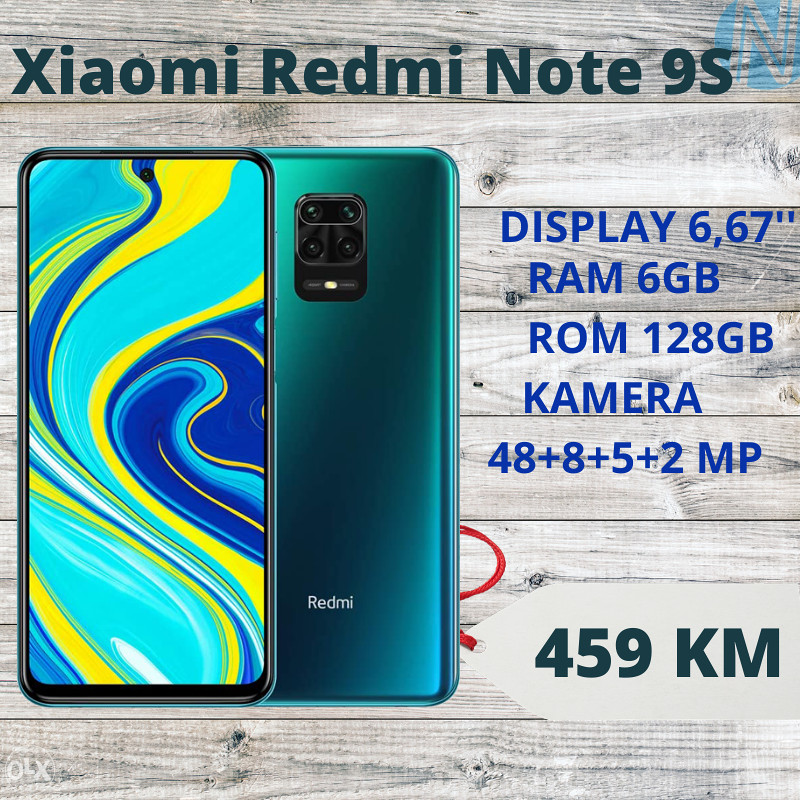 Xiaomi Redmi Note 9S
N
DISPLAY 6,67''
RAM 6GB
ROM 128GB
KAMERA
48+8+5+2 MP
Redmi
459 KM
OLX